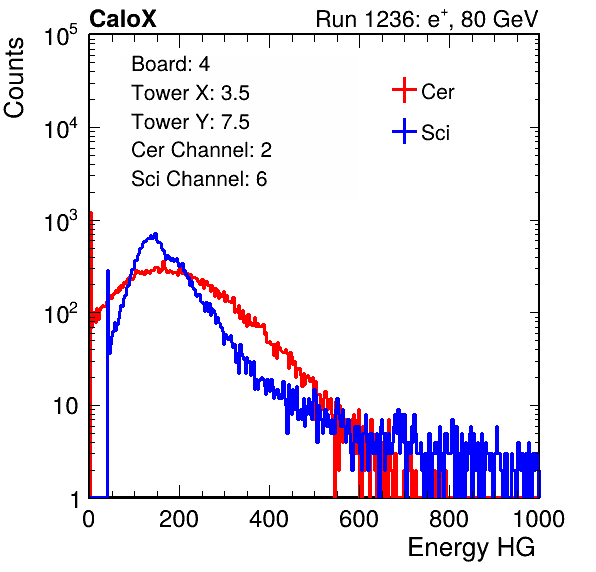 CaloX Run 1236: e⁺, 80 GeV
Board: 4
Tower X: 3.5
Tower Y: 7.5
Cer Channel: 2
Sci Channel: 6
Cer
Sci
Counts
10⁵
10⁴
10³
10²
10
1
0 200 400 600 800 1000
Energy HG